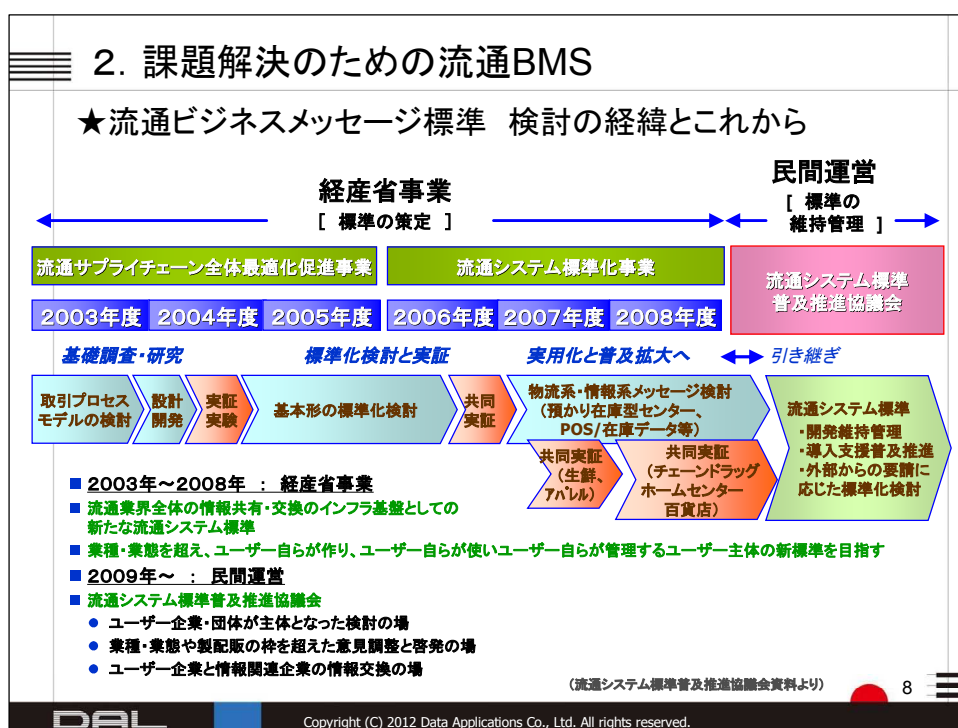 ２．課題解決のための流通BMS
★流通ビジネスメッセージ標準　検討の経緯とこれから
経産省事業
［ 標準の策定 ］
民間運営
［ 標準の
維持管理 ］
流通サプライチェーン全体最適化促進事業
流通システム標準化事業
流通システム標準
普及推進協議会
2003年度
2004年度
2005年度
2006年度
2007年度
2008年度
基礎調査・研究
標準化検討と実証
実用化と普及拡大へ
引き継ぎ
取引プロセス
モデルの検討
設計
開発
実証
実験
基本形の標準化検討
共同
実証
物流系・情報系メッセージ検討
（預かり在庫型センター、
POS/在庫データ等）
共同実証
（生鮮、
アパレル）
共同実証
（チェーンドラッグ
ホームセンター
百貨店）
流通システム標準
・開発維持管理
・導入支援普及推進
・外部からの要請に
応じた標準化検討
■ 2003年～2008年　：　経産省事業
■ 流通業界全体の情報共有・交換のインフラ基盤としての
新たな流通システム標準
■ 業種・業態を超え、ユーザー自らが作り、ユーザー自らが使いユーザー自らが管理するユーザー主体の新標準を目指す
■ 2009年～　：　民間運営
■ 流通システム標準普及推進協議会
● ユーザー企業・団体が主体となった検討の場
● 業種・業態や製配販の枠を超えた意見調整と啓発の場
● ユーザー企業と情報関連企業の情報交換の場
（流通システム標準普及推進協議会資料より）
8
DAL
Copyright (C) 2012 Data Applications Co., Ltd. All rights reserved.